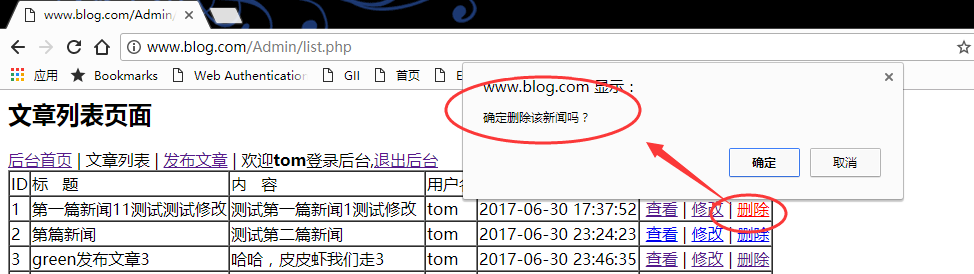 www.blog.com/Admin/
www.blog.com/Admin/list.php
应用 Bookmarks Web Authentication GII 首页
www.blog.com 显示：
确定删除该新闻吗？
确定 取消
文章列表页面
后台首页 | 文章列表 | 发布文章 | 欢迎tom登录后台,退出后台
ID 标 题 内 容
1 第一篇新闻11测试测试修改 测试第一篇新闻1测试修改 tom 2017-06-30 17:37:52 查看 | 修改 | 删除
2 第篇新闻 测试第二篇新闻 tom 2017-06-30 23:24:23 查看 | 修改 | 删除
3 green发布文章3 哈哈，皮皮虾我们走3 tom 2017-06-30 23:46:35 查看 | 修改 | 删除